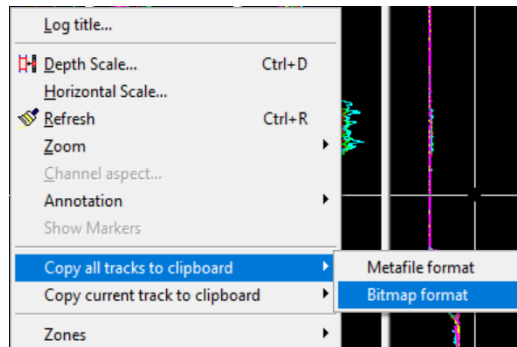 Log title...
Depth Scale... Ctrl+D
Horizontal Scale...
Refresh Ctrl+R
Zoom
Channel aspect...
Annotation
Show Markers
Copy all tracks to clipboard
Metafile format
Copy current track to clipboard
Bitmap format
Zones